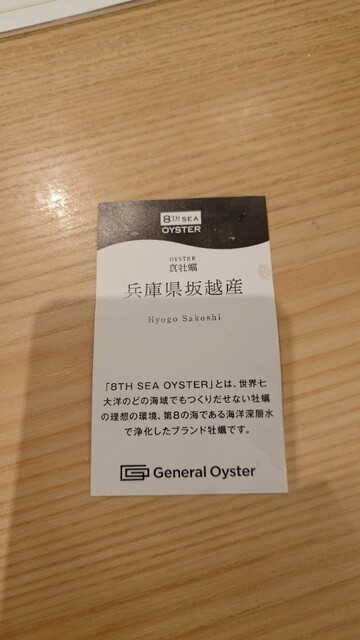 8TH SEA
OYSTER
OYSTER
真牡蠣
兵庫県坂越産
Hyogo Sakoshi
「8TH SEA OYSTER」とは、世界七
大洋のどの海域でもつくりだせない牡蠣
の理想の環境、第8の海である海洋深層水
で浄化したブランド牡蠣です。
General Oyster